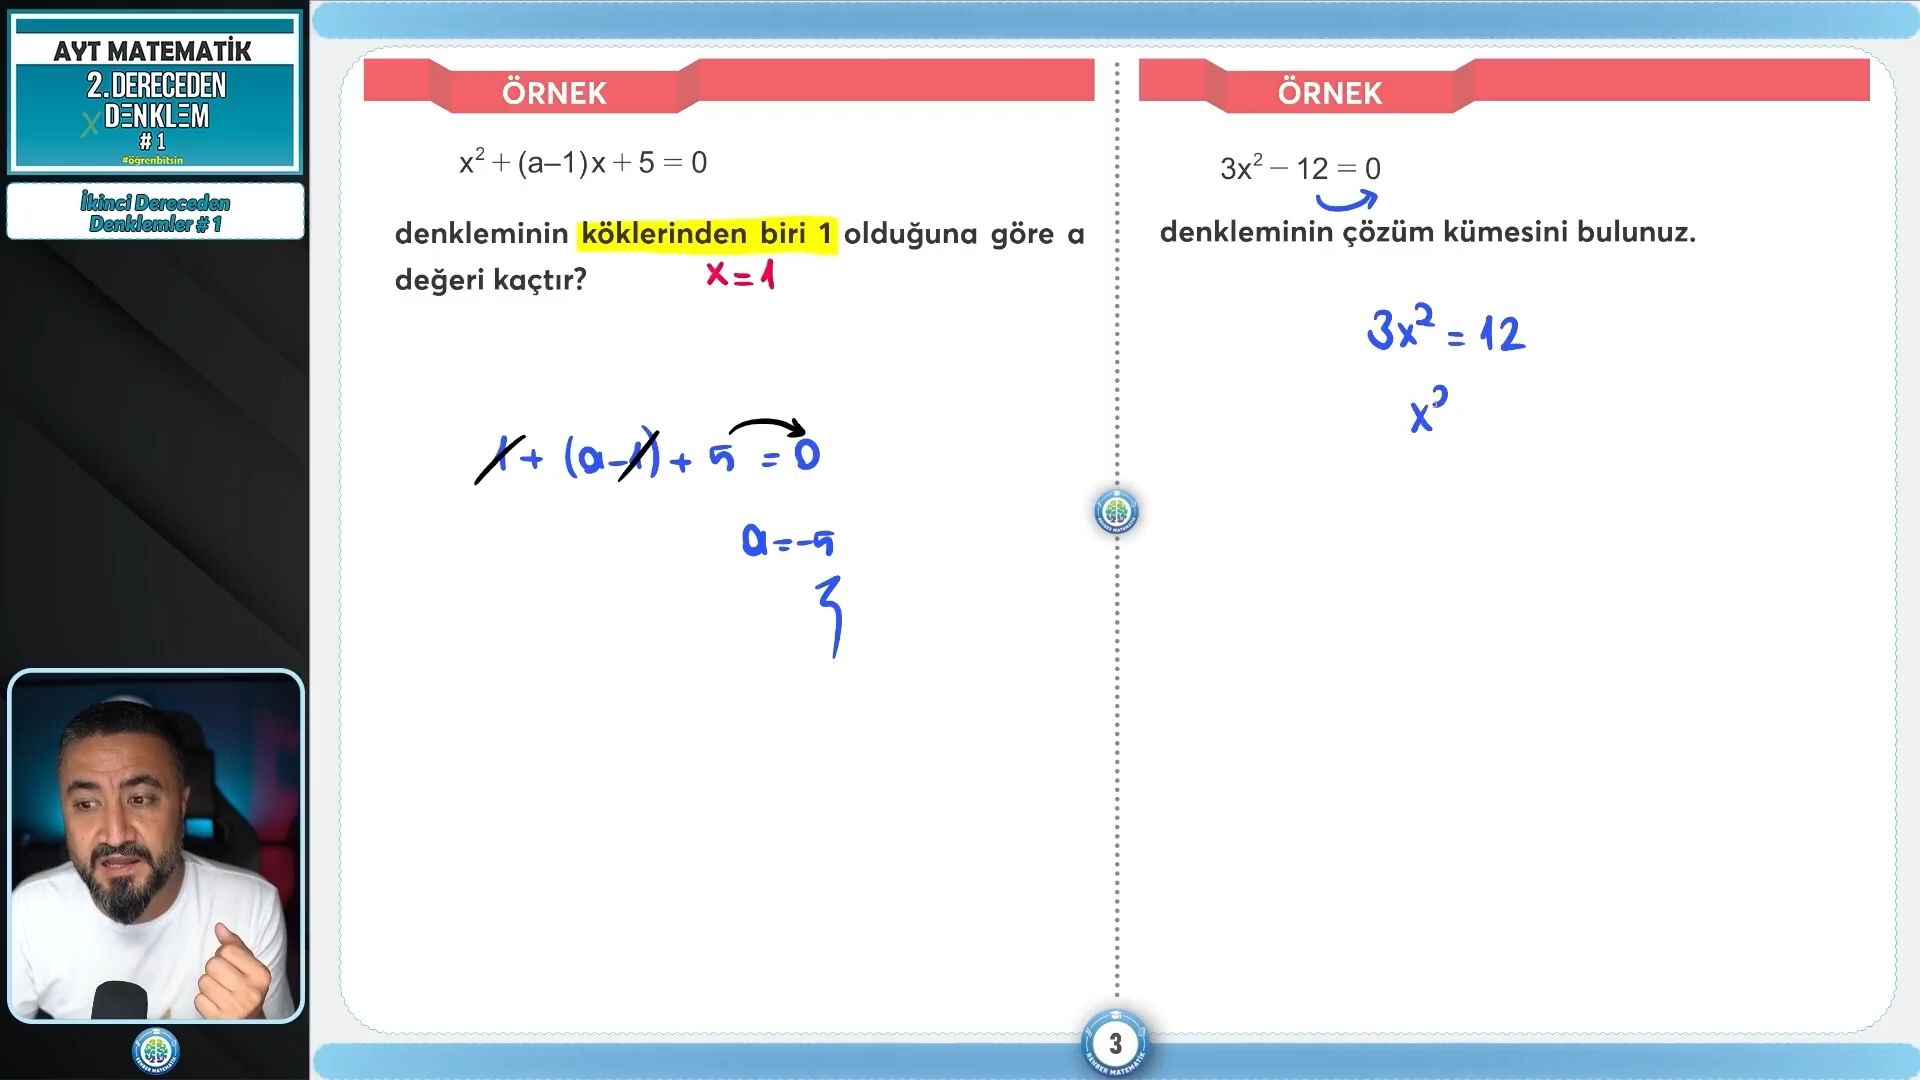 AYT MATEMATİK
2. DERECEDEN
DENKLEM
# 1
#öğrenbitsin
İkinci Dereceden
Denklemler # 1
ÖRNEK
x² + (a–1)x + 5 = 0
denkleminin köklerinden biri 1 olduğuna göre a
değeri kaçtır?
x = 1
1 + (a-1) + 5 = 0
a = -5
ÖRNEK
3x² – 12 = 0
denkleminin çözüm kümesini bulunuz.
3x² = 12
x²
3
REHBER MATEMATİK